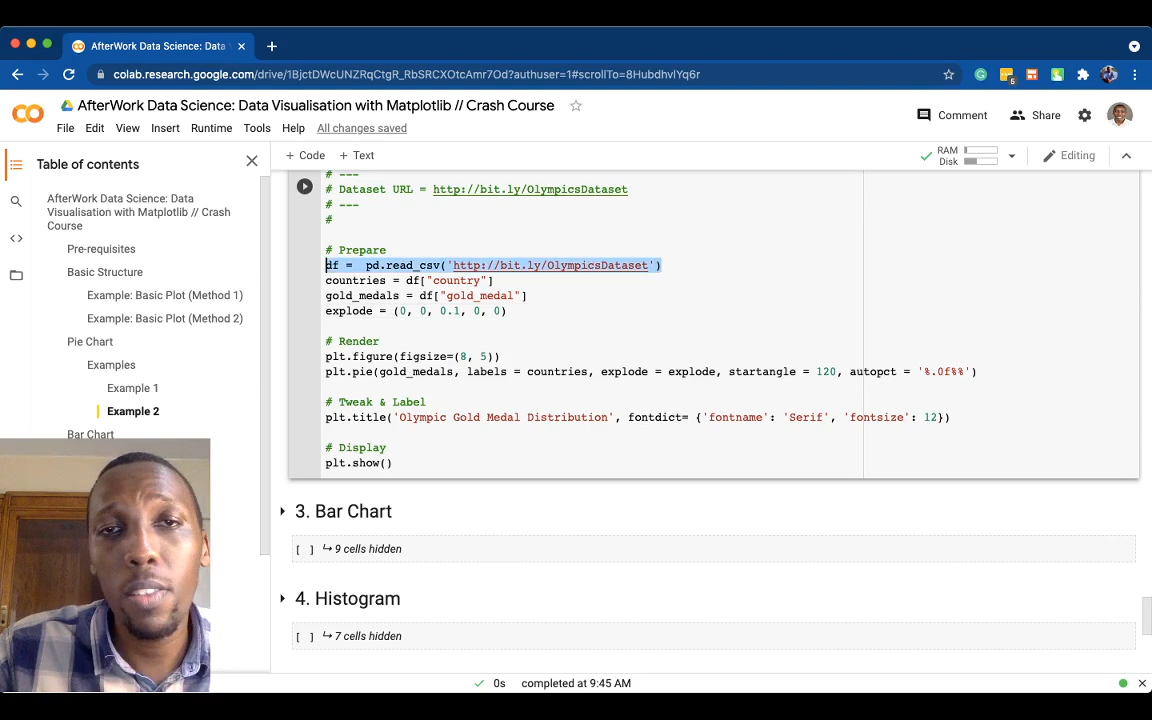 AfterWork Data Science: Data V
colab.research.google.com/drive/1BjctDWcUNZRqCtgR_RbSRCXOtcAmr7Od?authuser=1#scrollTo=8HubdhvlYq6r
6
AfterWork Data Science: Data Visualisation with Matplotlib // Crash Course
File Edit View Insert Runtime Tools Help All changes saved
Comment Share
Table of contents
+ Code + Text
RAM
Disk
Editing
AfterWork Data Science: Data
Visualisation with Matplotlib // Crash
Course
Pre-requisites
Basic Structure
Example: Basic Plot (Method 1)
Example: Basic Plot (Method 2)
Pie Chart
Examples
Example 1
Example 2
Bar Chart
# ---
# Dataset URL = http://bit.ly/OlympicsDataset
# ---
#
# Prepare
df =  pd.read_csv('http://bit.ly/OlympicsDataset')
countries = df["country"]
gold_medals = df["gold_medal"]
explode = (0, 0, 0.1, 0, 0)
# Render
plt.figure(figsize=(8, 5))
plt.pie(gold_medals, labels = countries, explode = explode, startangle = 120, autopct = '%.0f%%')
# Tweak & Label
plt.title('Olympic Gold Medal Distribution', fontdict= {'fontname': 'Serif', 'fontsize': 12})
# Display
plt.show()
3. Bar Chart
[ ] ↳ 9 cells hidden
4. Histogram
[ ] ↳ 7 cells hidden
0s completed at 9:45 AM